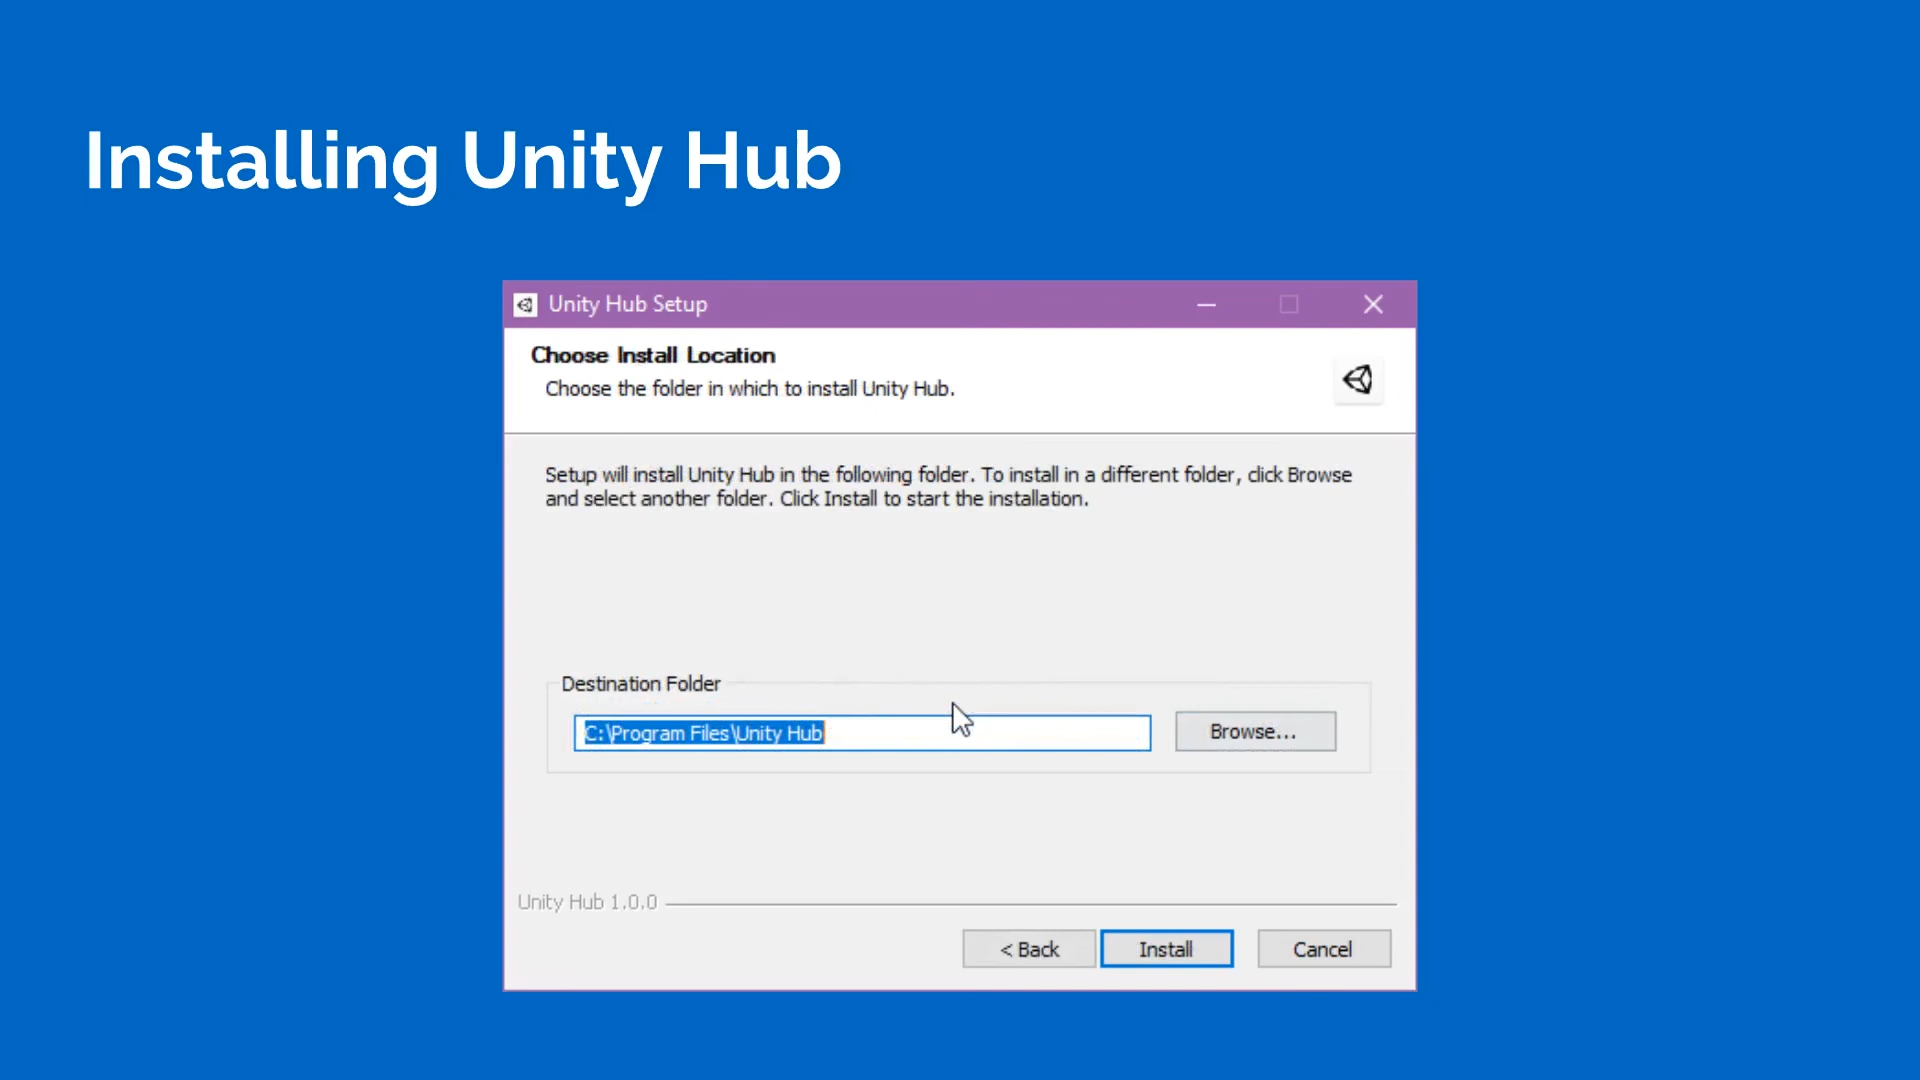 Installing Unity Hub
Unity Hub Setup
Choose Install Location
Choose the folder in which to install Unity Hub.
Setup will install Unity Hub in the following folder. To install in a different folder, click Browse
and select another folder. Click Install to start the installation.
Destination Folder
C:\Program Files\Unity Hub
Browse...
Unity Hub 1.0.0
< Back
Install
Cancel